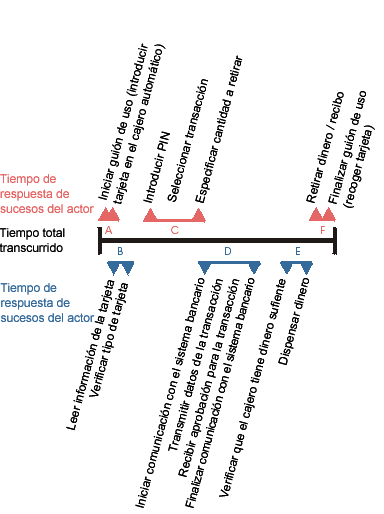 Iniciar guión de uso (introducir
tarjeta en el cajero automático)
Introducir PIN
Seleccionar transacción
Especificar cantidad a retirar
Retirar dinero / recibo
Finalizar guión de uso
(recoger tarjeta)
Tiempo de
respuesta de
sucesos del actor
A
C
F
Tiempo total
transcurrido
B
D
E
Tiempo de
respuesta de
sucesos del actor
Leer información de la tarjeta
Verificar tipo de tarjeta
Iniciar comunicación con el sistema bancario
Transmitir datos de la transacción
Recibir aprobación para la transacción
Finalizar comunicación con el sistema bancario
Verificar que el cajero tiene dinero sufiente
Dispensar dinero